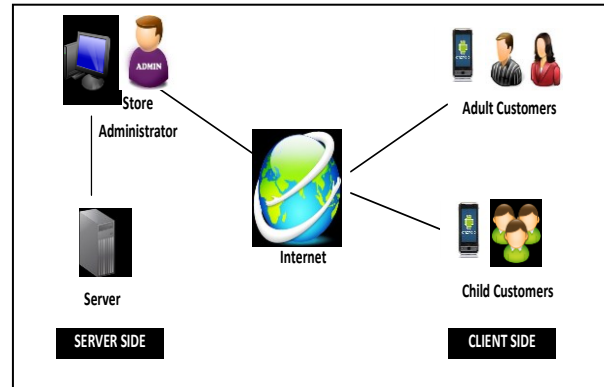 ADMIN
Store
Administrator
Adult Customers
Internet
Server
Child Customers
SERVER SIDE
CLIENT SIDE